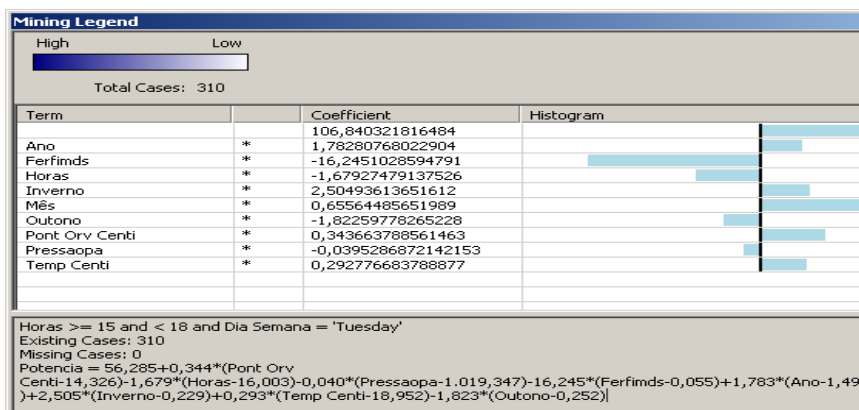 Mining Legend
High Low
Total Cases: 310
Term Coefficient Histogram
106,840321816484
Ano * 1,78280768022904
Ferfimds * -16,2451028594791
Horas * -1,67927479137526
Inverno * 2,50493613651612
Mês * 0,65564485651989
Outono * -1,82259778265228
Pont Orv Centi * 0,343663788561463
Pressaopa * -0,0395286872142153
Temp Centi * 0,292776683788877
Horas >= 15 and < 18 and Dia Semana = 'Tuesday'
Existing Cases: 310
Missing Cases: 0
Potencia = 56,285+0,344*(Pont Orv
Centi-14,326)-1,679*(Horas-16,003)-0,040*(Pressaopa-1.019,347)-16,245*(Ferfimds-0,055)+1,783*(Ano-1,49
)+2,505*(Inverno-0,229)+0,293*(Temp Centi-18,952)-1,823*(Outono-0,252)